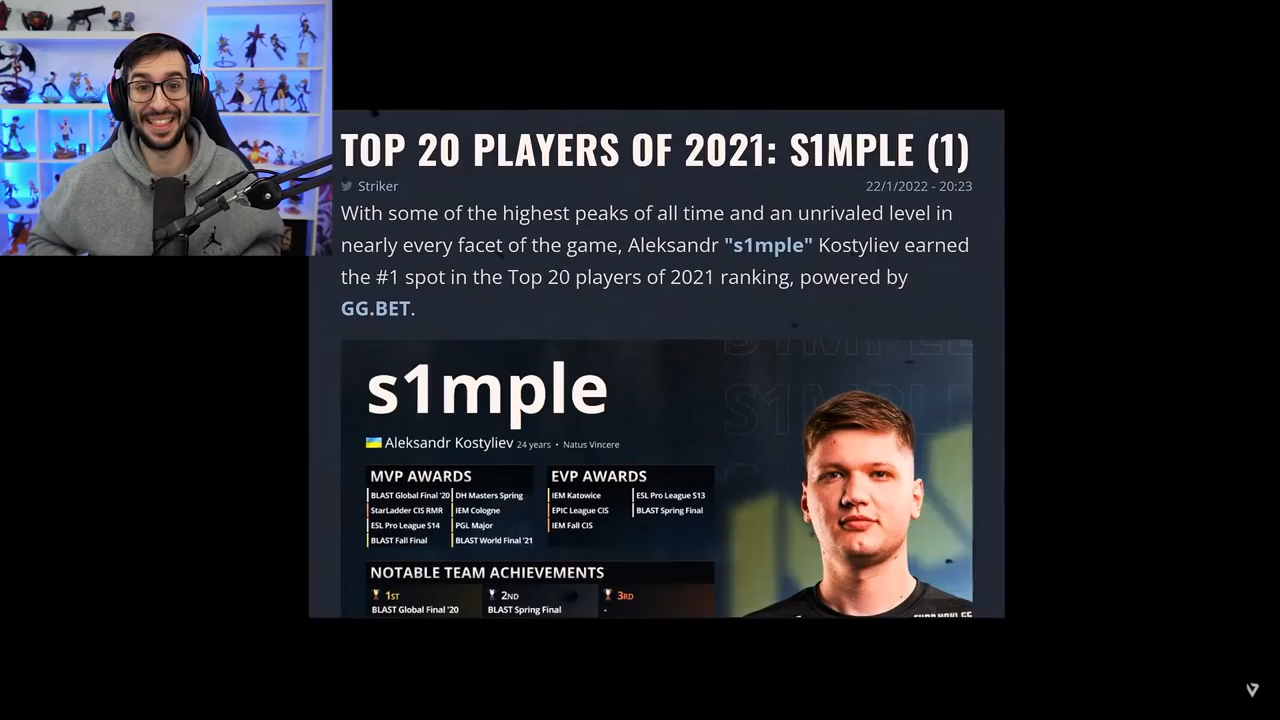 TOP 20 PLAYERS OF 2021: S1MPLE (1)
Striker 22/1/2022 - 20:23
With some of the highest peaks of all time and an unrivaled level in
nearly every facet of the game, Aleksandr "s1mple" Kostyliev earned
the #1 spot in the Top 20 players of 2021 ranking, powered by
GG.BET.
S1MPLE
S1MPLE
s1mple
Aleksandr Kostyliev 24 years • Natus Vincere
MVP AWARDS
BLAST Global Final '20 DH Masters Spring
StarLadder CIS RMR IEM Cologne
ESL Pro League S14 PGL Major
BLAST Fall Final BLAST World Final '21
EVP AWARDS
IEM Katowice ESL Pro League S13
EPIC League CIS BLAST Spring Final
IEM Fall CIS
NOTABLE TEAM ACHIEVEMENTS
1ST 2ND 3RD
BLAST Global Final '20 BLAST Spring Final -